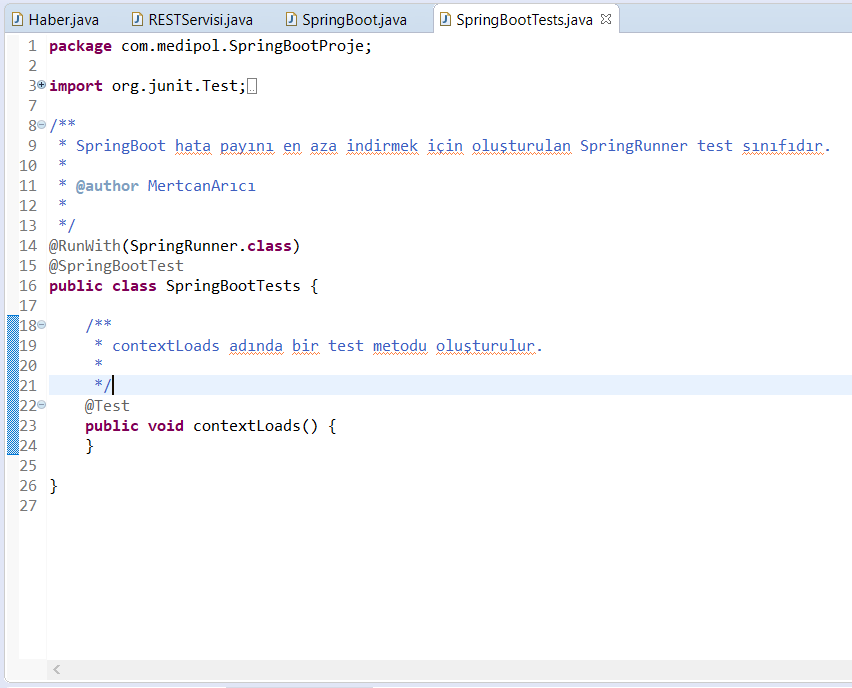 Haber.java RESTServisi.java SpringBoot.java SpringBootTests.java
1 package com.medipol.SpringBootProje;
2
3 import org.junit.Test;
7
8 /**
9 * SpringBoot hata payını en aza indirmek için oluşturulan SpringRunner test sınıfıdır.
10 *
11 * @author MertcanArıcı
12 *
13 */
14 @RunWith(SpringRunner.class)
15 @SpringBootTest
16 public class SpringBootTests {
17
18 /**
19 * contextLoads adında bir test metodu oluşturulur.
20 *
21 */
22 @Test
23 public void contextLoads() {
24 }
25
26 }
27